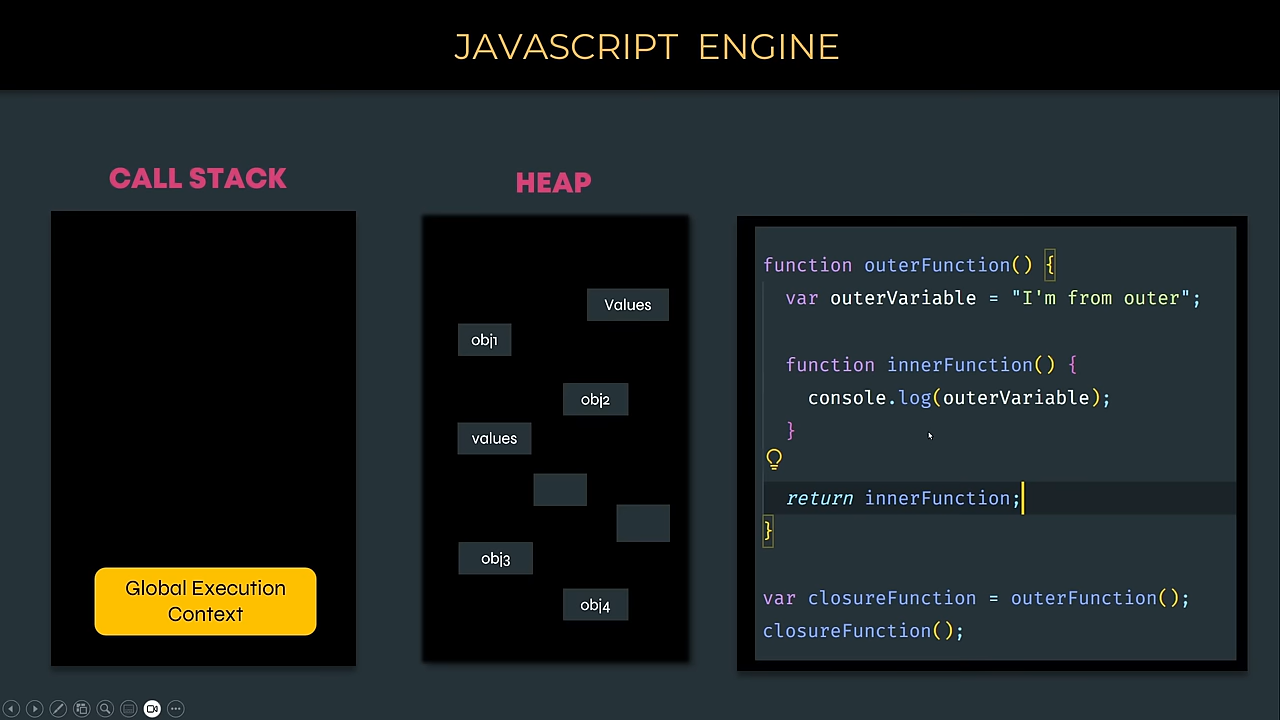 JAVASCRIPT ENGINE
CALL STACK
Global Execution
Context
HEAP
Values
obj1
obj2
values
obj3
obj4
function outerFunction() {
var outerVariable = "I'm from outer";
function innerFunction() {
console.log(outerVariable);
}
return innerFunction;
}
var closureFunction = outerFunction();
closureFunction();